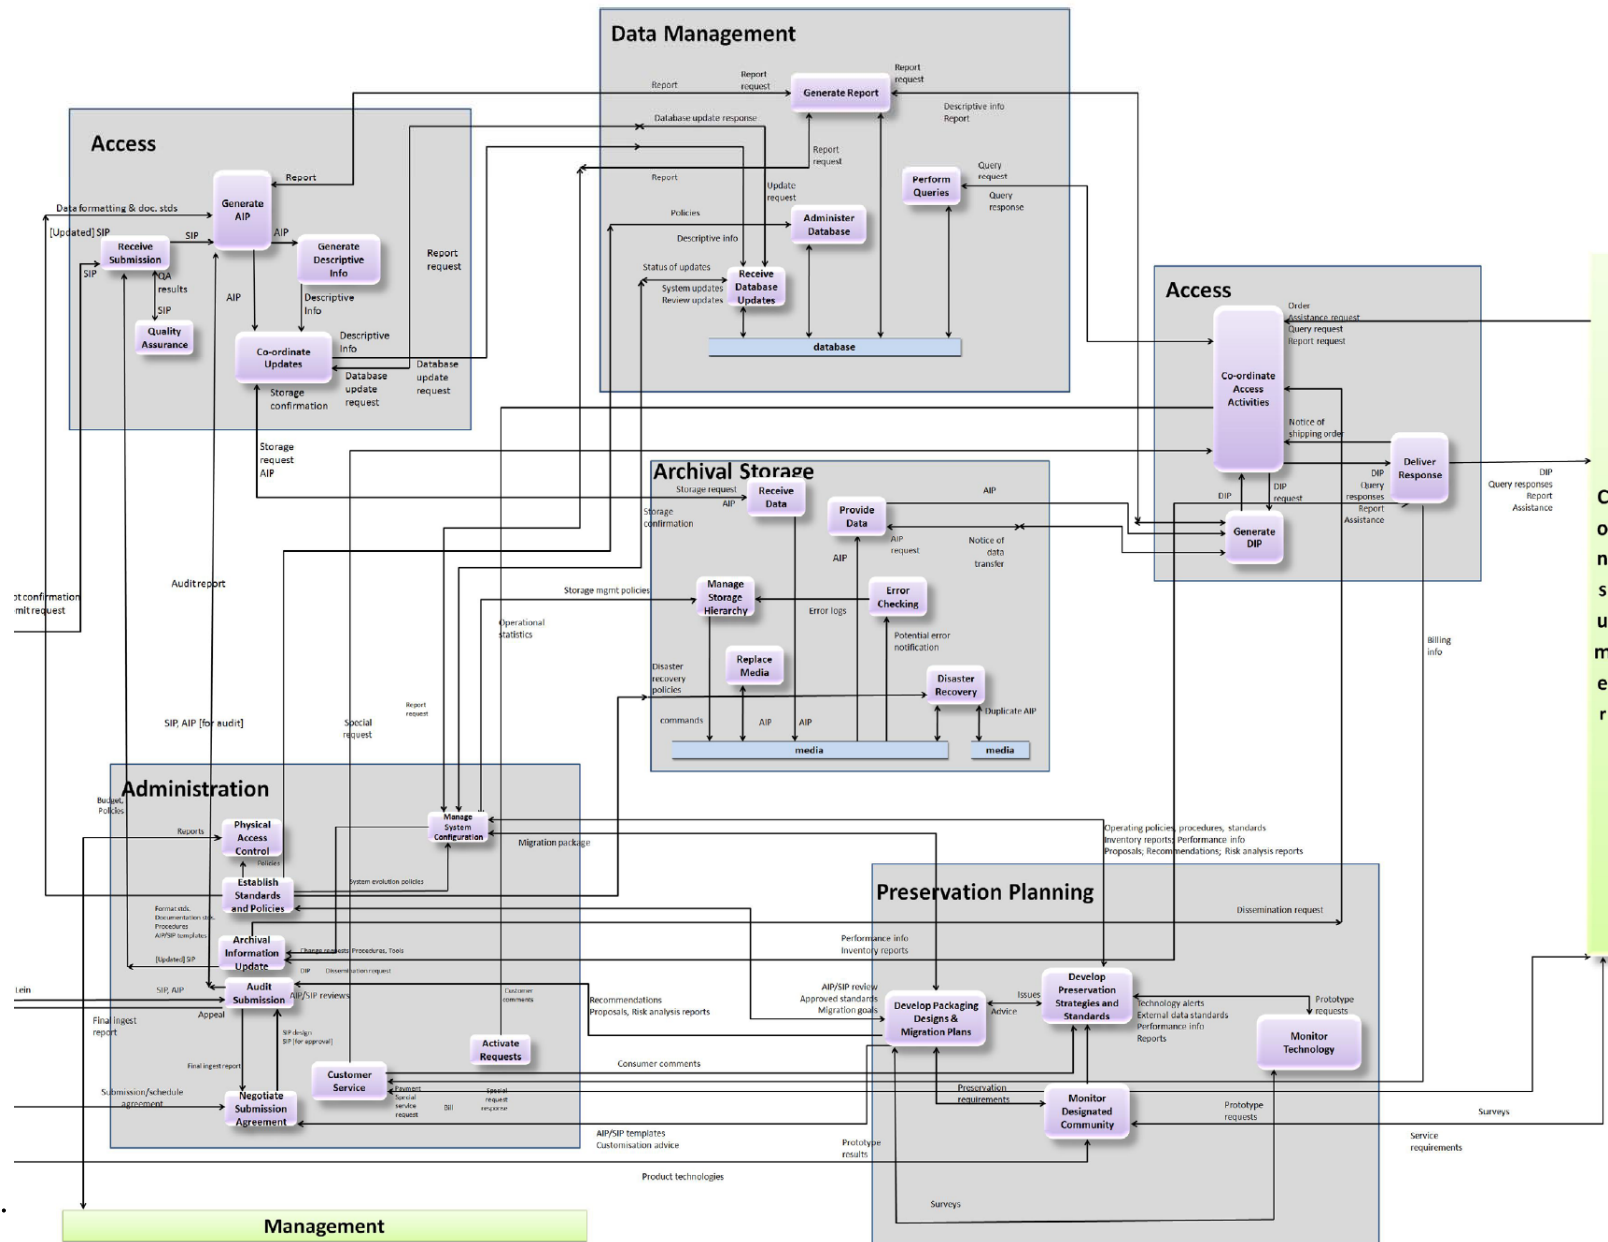 Data Management
Report
Report
request
Generate Report
Report
request
Descriptive info
Report
Database update response
Report
request
Report
Update
request
Query
request
Perform
Queries
Query
response
Policies
Administer
Database
Descriptive info
Status of updates
System updates
Review updates
Receive
Database
Updates
database
Access
Report
Generate
AIP
Data formatting & doc. stds
[Updated] SIP
Receive
Submission
SIP
AIP
Generate
Descriptive
Info
SIP
QA
results
SIP
Quality
Assurance
AIP
Descriptive
Info
Co-ordinate
Updates
Descriptive
Info
Storage
confirmation
Database
update
request
Database
update
request
Report
request
Storage
request
AIP
Access
Order
Assistance request
Query request
Report request
Co-ordinate
Access
Activities
Notice of
shipping order
Deliver
Response
DIP
Query
responses
Report
Assistance
DIP
DIP
request
Generate
DIP
DIP
Query responses
Report
Assistance
Billing
info
Consumer
Archival Storage
Storage request
AIP
Receive
Data
Storage
confirmation
Provide
Data
AIP
AIP
request
Notice of
data
transfer
AIP
Storage mgmt policies
Manage
Storage
Hierarchy
Error logs
Error
Checking
Potential error
notification
Operational
statistics
Replace
Media
Disaster
recovery
policies
Disaster
Recovery
Duplicate AIP
commands
AIP
AIP
media
media
Audit report
ot confirmation
mit request
SIP, AIP [for audit]
Special
request
Report
request
Administration
Budget,
Policies
Reports
Physical
Access
Control
Policies
Manage
System
Configuration
Migration package
System evolution policies
Establish
Standards
and Policies
Format stds.
Documentation stds.
Procedures
AIP/SIP templates
Archival
Information
Update
Change requests, Procedures, Tools
[Updated] SIP
DIP
Dissemination request
Audit
Submission
SIP, AIP
AIP/SIP reviews
Appeal
Lein
Final ingest
report
SIP design
SIP [for approval]
Final ingest report
Customer
comments
Activate
Requests
Customer
Service
Payment
Special
service
request
Bill
Special
request
response
Submission/schedule
agreement
Negotiate
Submission
Agreement
AIP/SIP templates
Customisation advice
Recommendations
Proposals, Risk analysis reports
Consumer comments
Product technologies
Prototype
results
Operating policies, procedures, standards
Inventory reports; Performance info
Proposals; Recommendations; Risk analysis reports
Preservation Planning
Dissemination request
Performance info
Inventory reports
AIP/SIP review
Approved standards
Migration goals
Develop Packaging
Designs &
Migration Plans
Issues
Advice
Develop
Preservation
Strategies and
Standards
Technology alerts
External data standards
Performance info
Reports
Prototype
requests
Monitor
Technology
Preservation
requirements
Monitor
Designated
Community
Prototype
requests
Surveys
Service
requirements
Surveys
Management